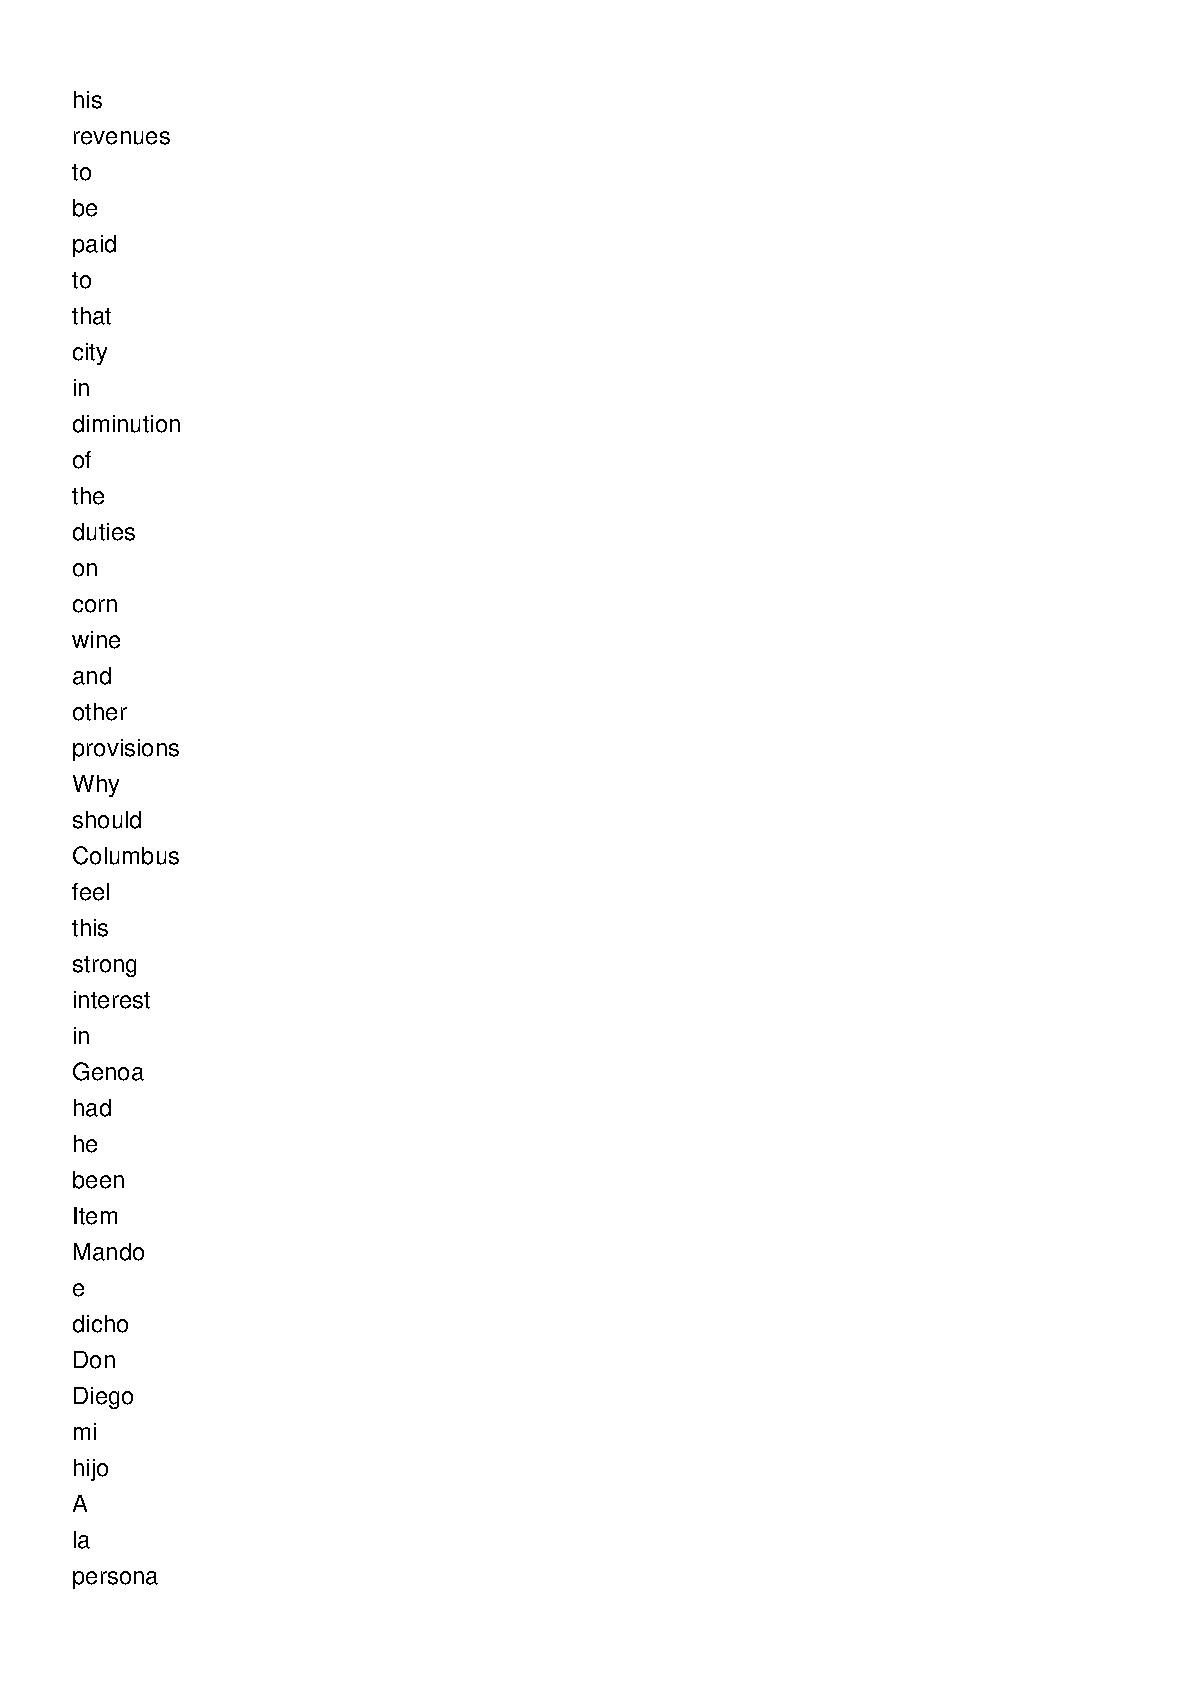 his
revenues
to
be
paid
to
that
city
in
diminution
of
the
duties
on
corn
wine
and
other
provisions
Why
should
Columbus
feel
this
strong
interest
in
Genoa
had
he
been
Item
Mando
e
dicho
Don
Diego
mi
hijo
A
la
persona